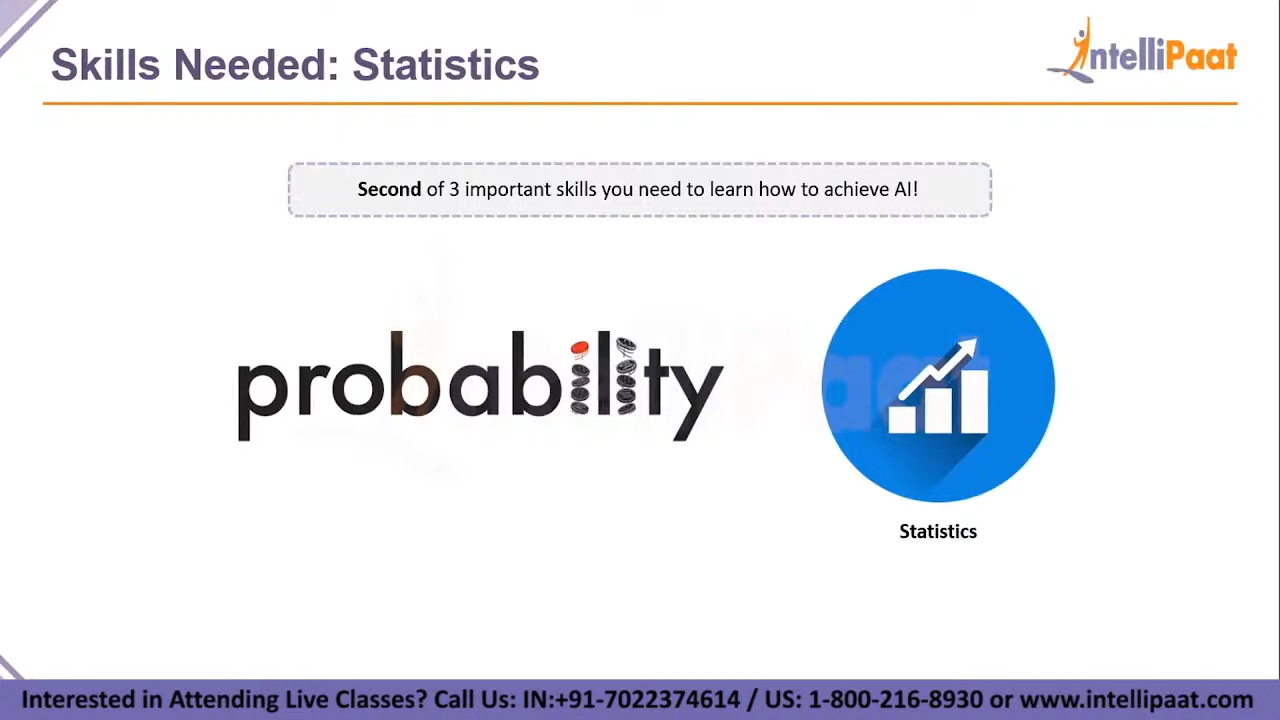 Skills Needed: Statistics
IntelliPaat
Second of 3 important skills you need to learn how to achieve AI!
probability
Statistics
Interested in Attending Live Classes? Call Us: IN:+91-7022374614 / US: 1-800-216-8930 or www.intellipaat.com